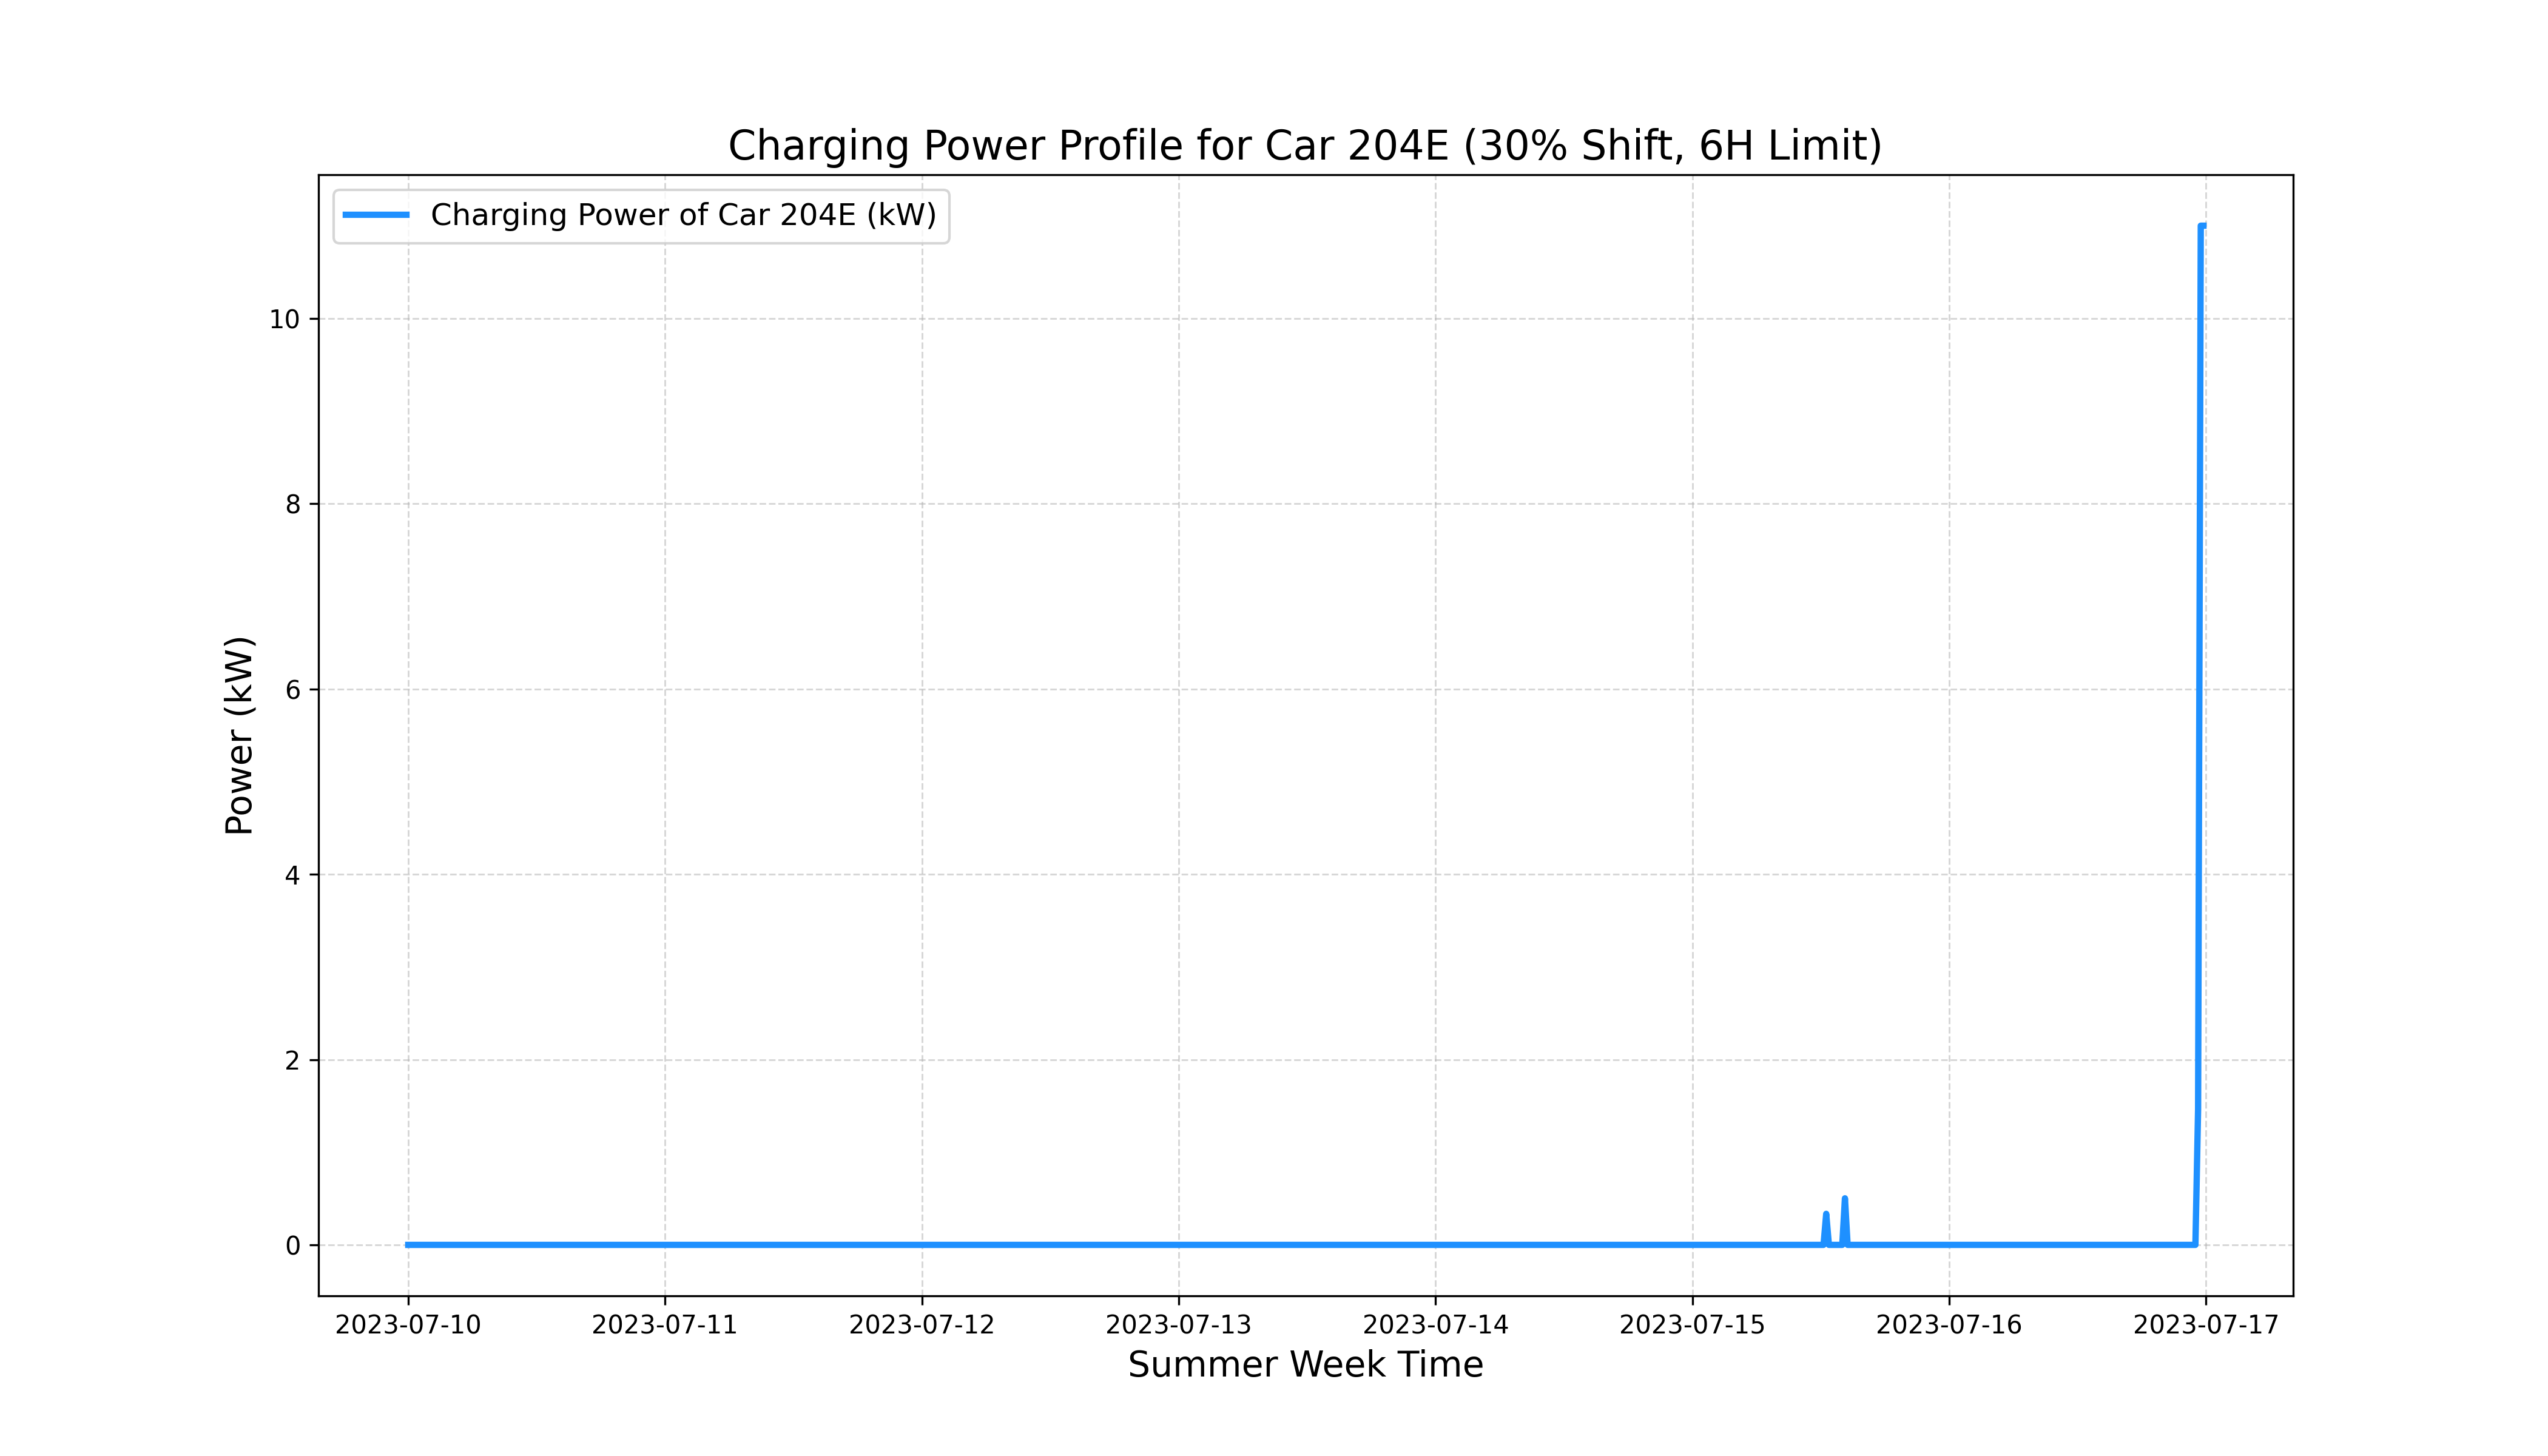 Charging Power Profile for Car 204E (30% Shift, 6H Limit)
Charging Power of Car 204E (kW)
Power (kW)
10
8
6
4
2
0
2023-07-10 2023-07-11 2023-07-12 2023-07-13 2023-07-14 2023-07-15 2023-07-16 2023-07-17
Summer Week Time